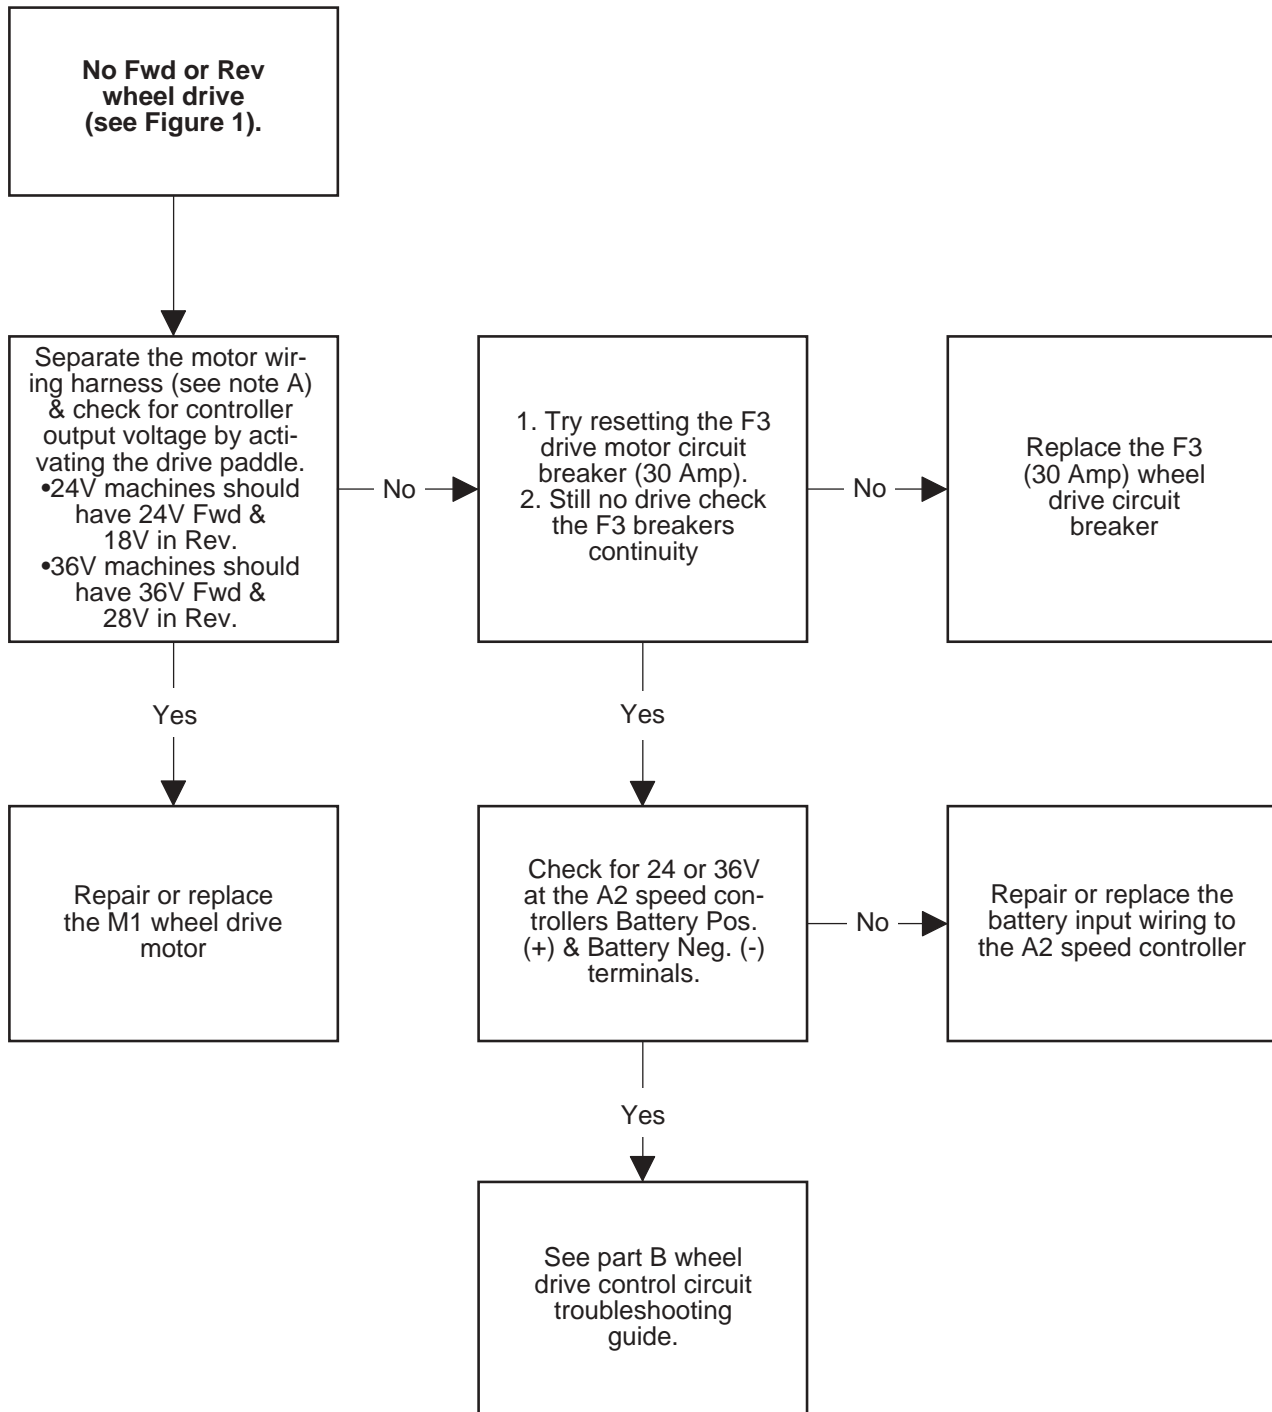 No Fwd or Rev
wheel drive
(see Figure 1).
Separate the motor wir-
ing harness (see note A)
& check for controller
output voltage by acti-
vating the drive paddle.
•24V machines should
have 24V Fwd &
18V in Rev.
•36V machines should
have 36V Fwd &
28V in Rev.
No
1. Try resetting the F3
drive motor circuit
breaker (30 Amp).
2. Still no drive check
the F3 breakers
continuity
No
Replace the F3
(30 Amp) wheel
drive circuit
breaker
Yes
Yes
Repair or replace
the M1 wheel drive
motor
Check for 24 or 36V
at the A2 speed con-
trollers Battery Pos.
(+) & Battery Neg. (-)
terminals.
No
Repair or replace the
battery input wiring to
the A2 speed controller
Yes
See part B wheel
drive control circuit
troubleshooting
guide.